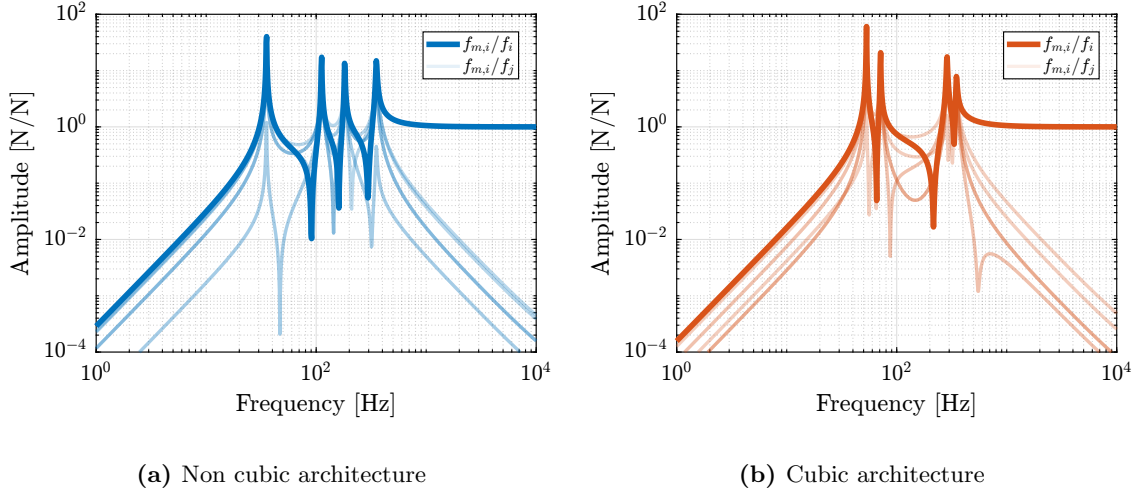 10^2
10^0
10^-2
10^-4
Amplitude [N/N]
f_{m,i}/f_i
f_{m,i}/f_j
10^0
10^2
10^4
Frequency [Hz]
(a) Non cubic architecture
10^2
10^0
10^-2
10^-4
Amplitude [N/N]
f_{m,i}/f_i
f_{m,i}/f_j
10^0
10^2
10^4
Frequency [Hz]
(b) Cubic architecture